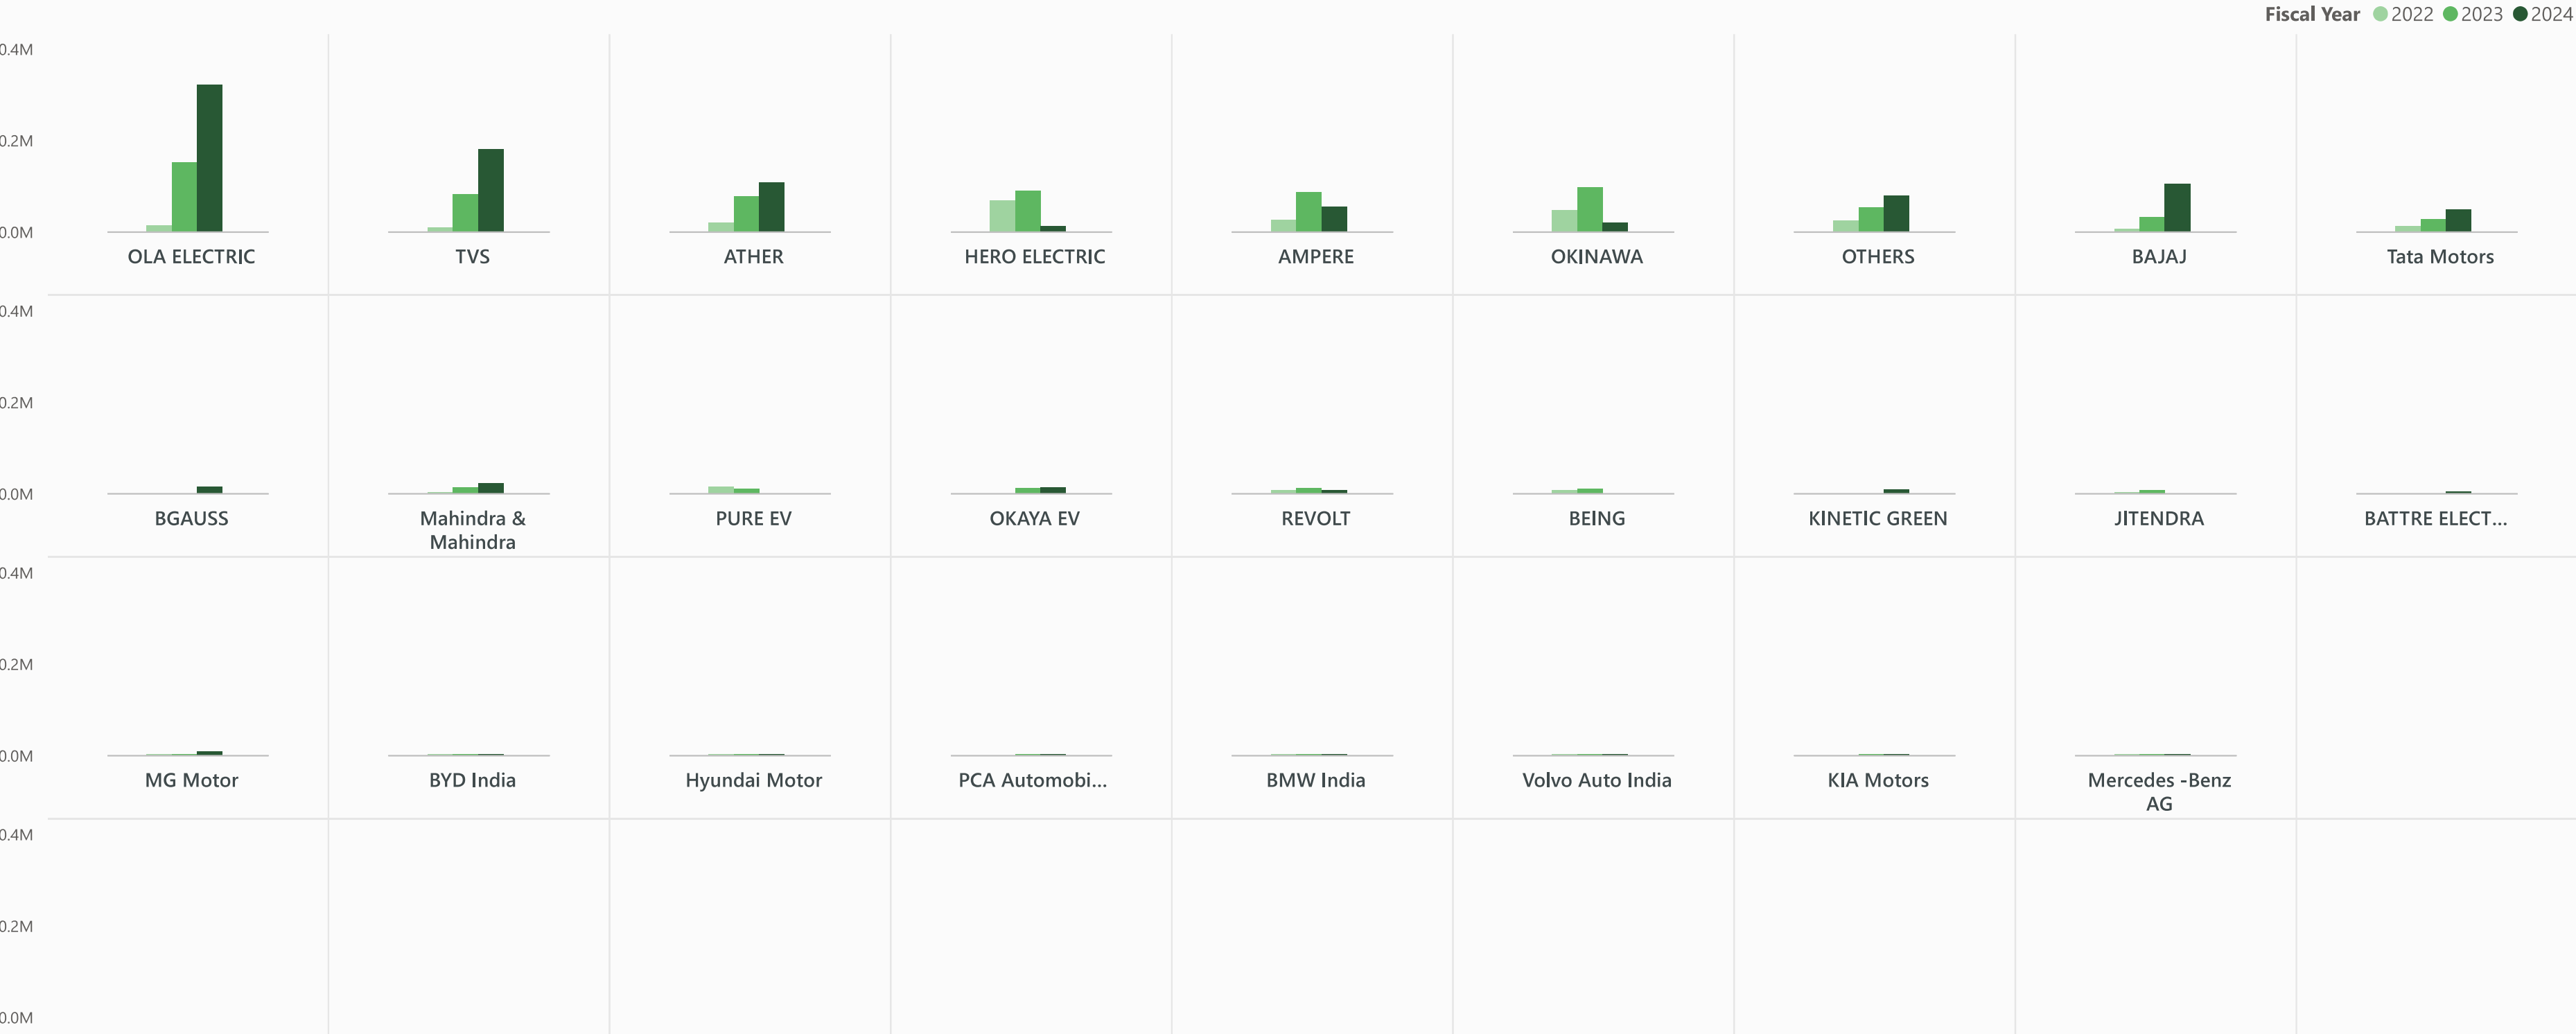 Fiscal Year 2022 2023 2024
0.4M
0.2M
0.0M
OLA ELECTRIC
TVS
ATHER
HERO ELECTRIC
AMPERE
OKINAWA
OTHERS
BAJAJ
Tata Motors
0.4M
0.2M
0.0M
BGAUSS
Mahindra &
Mahindra
PURE EV
OKAYA EV
REVOLT
BEING
KINETIC GREEN
JITENDRA
BATTRE ELECT...
0.4M
0.2M
0.0M
MG Motor
BYD India
Hyundai Motor
PCA Automobi...
BMW India
Volvo Auto India
KIA Motors
Mercedes -Benz
AG
0.4M
0.2M
0.0M